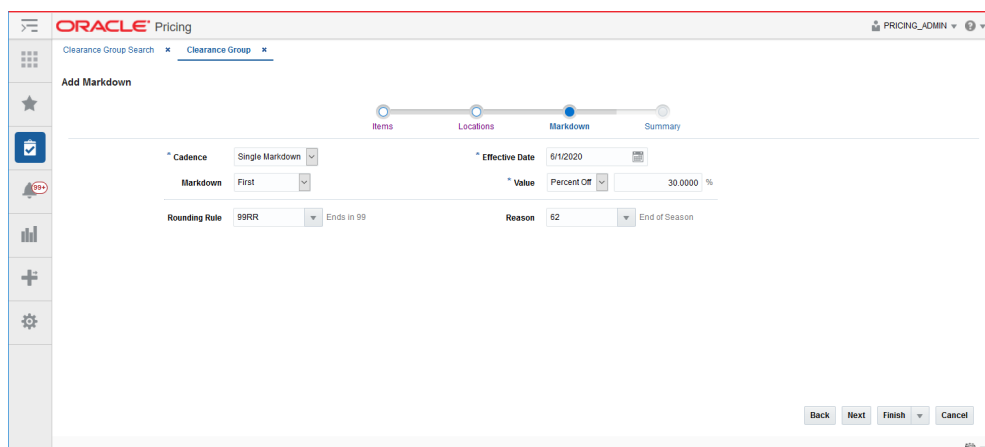 ORACLE® Pricing
PRICING_ADMIN
Clearance Group Search × Clearance Group ×
Add Markdown
Items Locations Markdown Summary
* Cadence Single Markdown * Effective Date 6/1/2020
Markdown First * Value Percent Off 30.0000 %
99+
Rounding Rule 99RR Ends in 99 Reason 62 End of Season
Back Next Finish Cancel